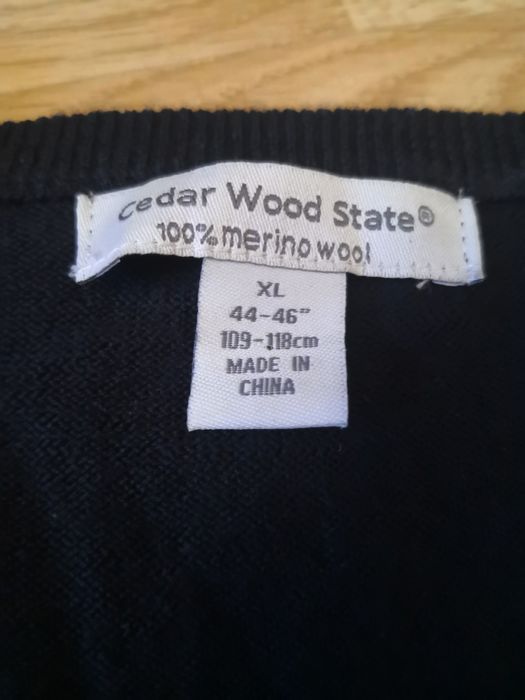 Cedar Wood State®
100% merino wool
XL
44-46"
109-118cm
MADE IN
CHINA